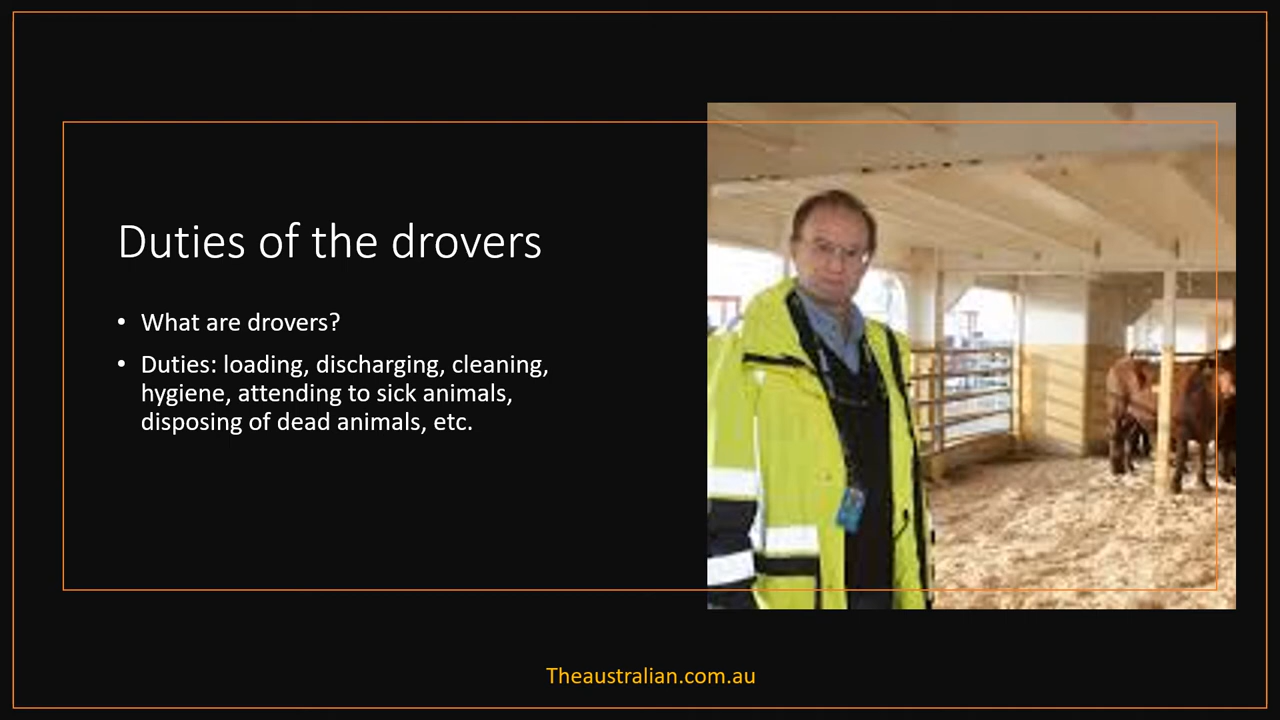 Duties of the drovers
• What are drovers?
• Duties: loading, discharging, cleaning,
hygiene, attending to sick animals,
disposing of dead animals, etc.
Theaustralian.com.au